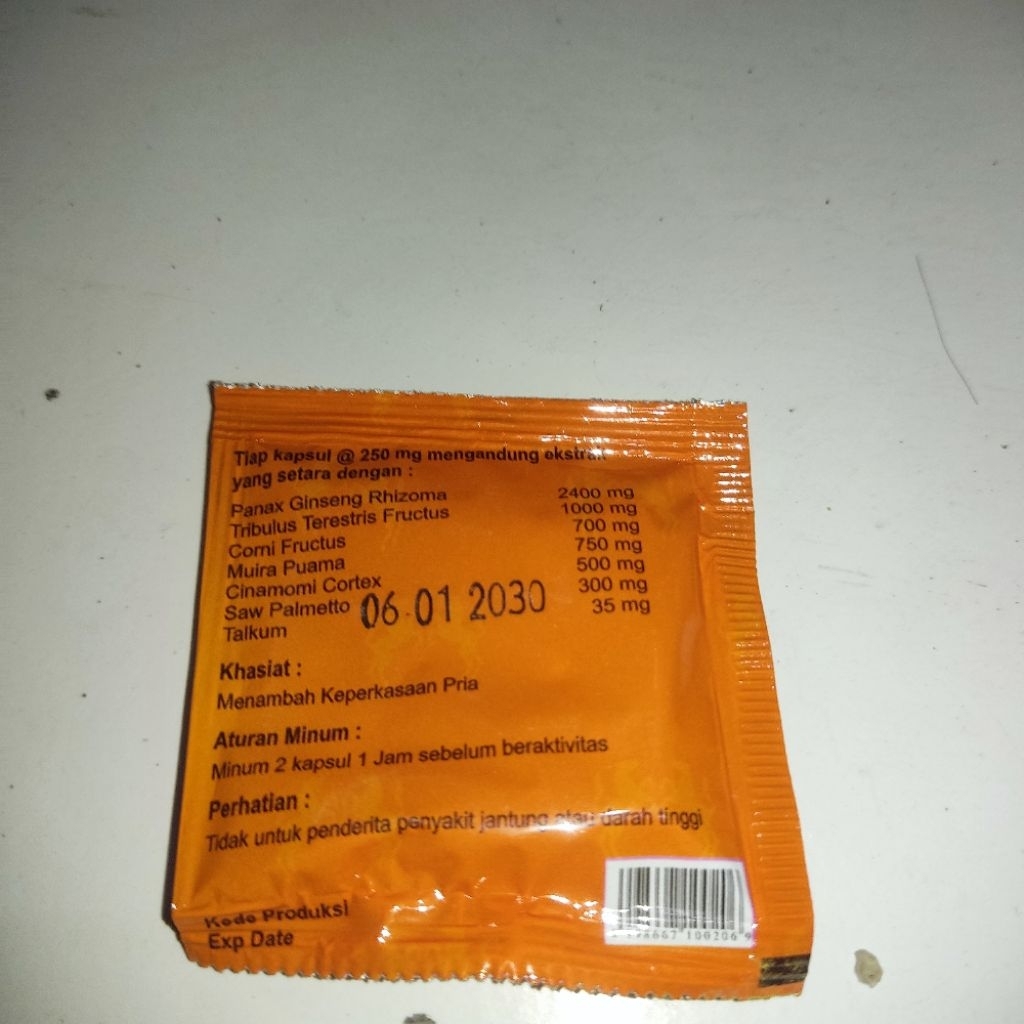 Tiap kapsul @ 250 mg mengandung ekstrak
yang setara dengan :
Panax Ginseng Rhizoma 2400 mg
Tribulus Terestris Fructus 1000 mg
Corni Fructus 700 mg
Muira Puama 750 mg
Cinamomi Cortex 500 mg
Saw Palmetto 300 mg
Talkum 35 mg
06 01 2030
Khasiat :
Menambah Keperkasaan Pria
Aturan Minum :
Minum 2 kapsul 1 Jam sebelum beraktivitas
Perhatian :
Tidak untuk penderita penyakit jantung atau darah tinggi
Kode Produksi
Exp Date
100206 9